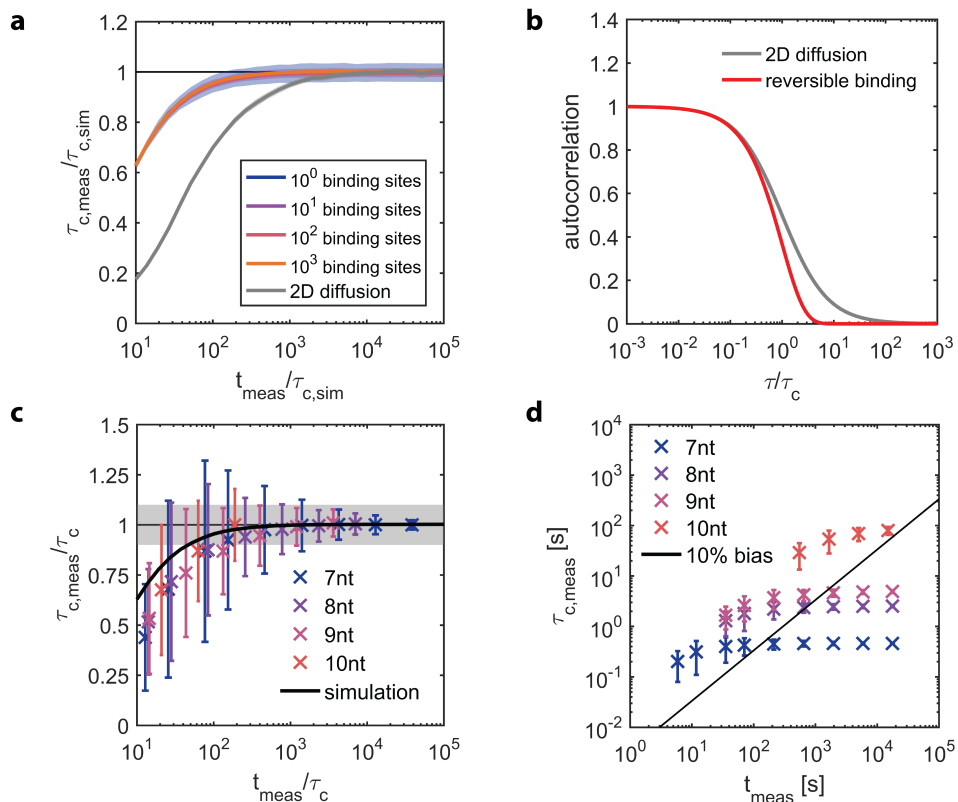 a
τc,meas/τc,sim
1.2
1
0.8
0.6
0.4
0.2
0
10^0 binding sites
10^1 binding sites
10^2 binding sites
10^3 binding sites
2D diffusion
10^1 10^2 10^3 10^4 10^5
tmeas/τc,sim
b
autocorrelation
1.4
1.2
1.0
0.8
0.6
0.4
0.2
0
2D diffusion
reversible binding
10^-3 10^-2 10^-1 10^0 10^1 10^2 10^3
τ/τc
c
τc,meas/τc
1.5
1.25
1
0.75
0.5
0.25
0
7nt
8nt
9nt
10nt
simulation
10^1 10^2 10^3 10^4 10^5
tmeas/τc
d
τc,meas [s]
10^4
10^3
10^2
10^1
10^0
10^-1
10^-2
7nt
8nt
9nt
10nt
10% bias
10^0 10^1 10^2 10^3 10^4 10^5
tmeas [s]